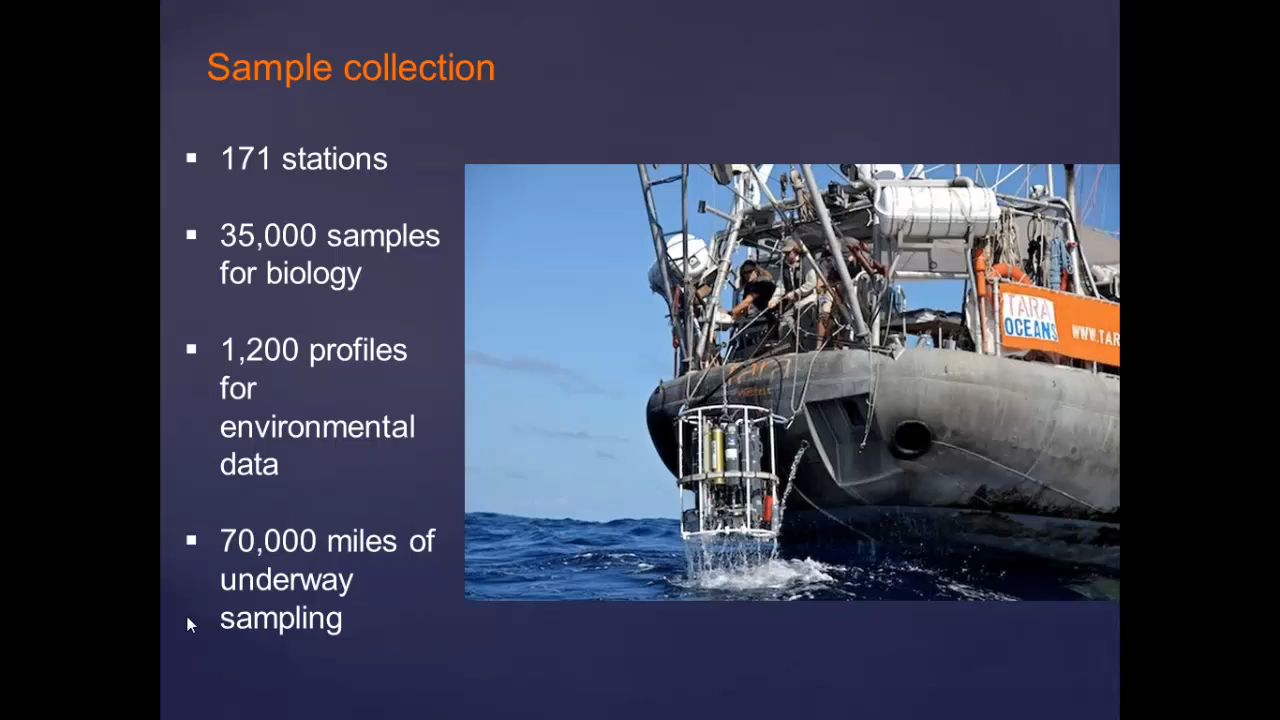 Sample collection
▪ 171 stations
▪ 35,000 samples
for biology
▪ 1,200 profiles
for
environmental
data
▪ 70,000 miles of
underway
sampling
TARA
OCEANS
WWW.TAR